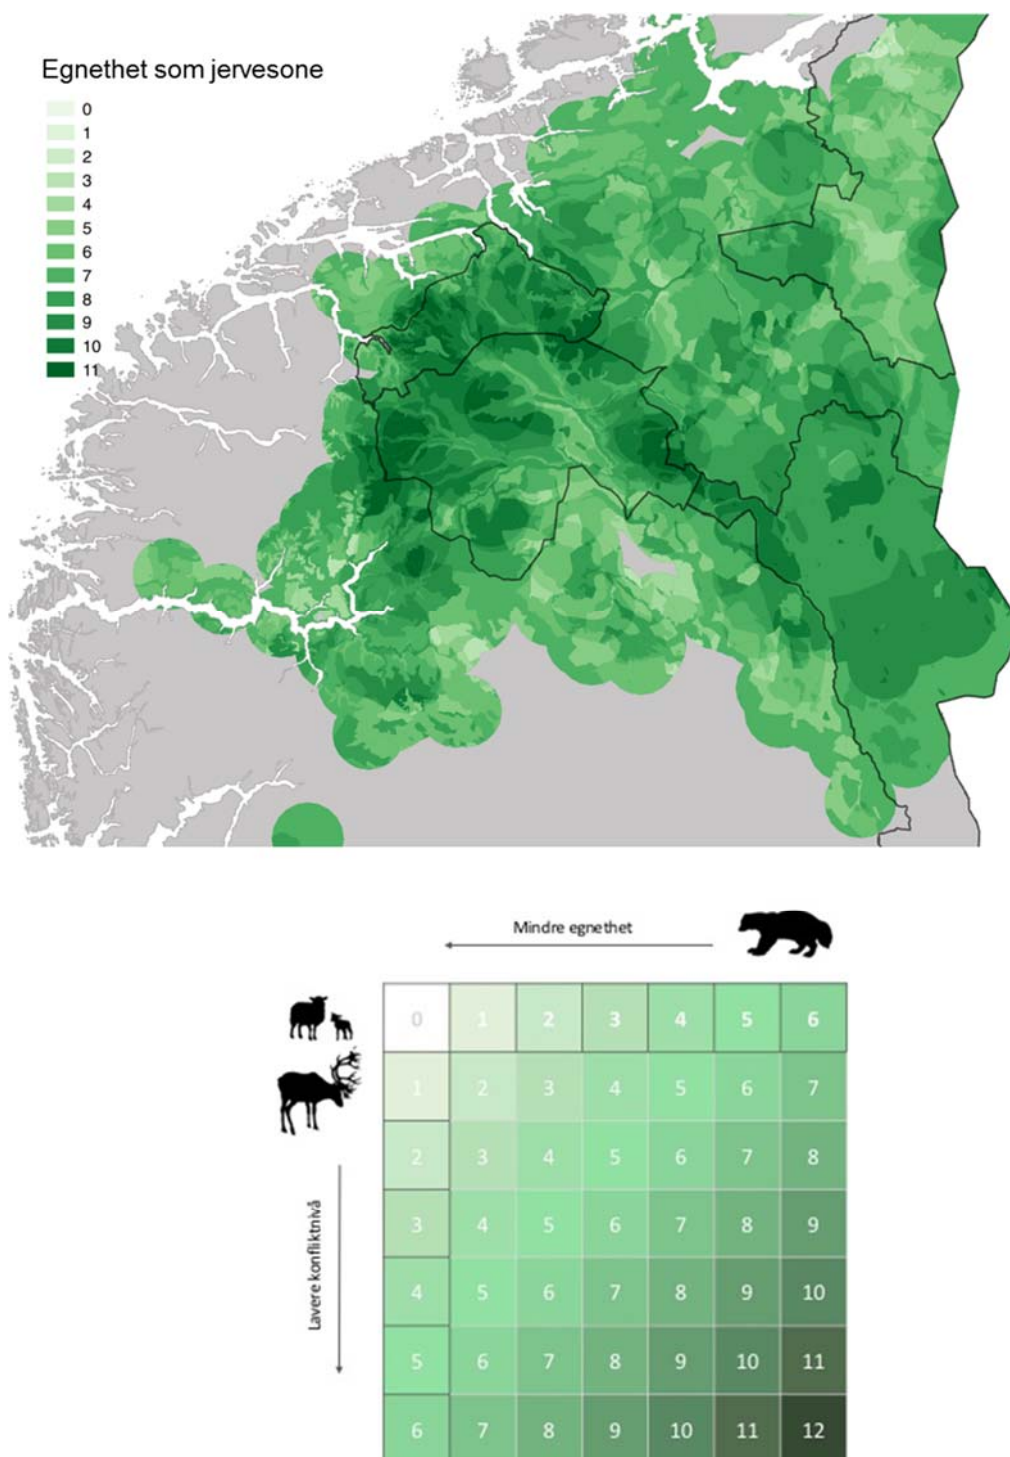 Egnethet som jervesone
0
1
2
3
4
5
6
7
8
9
10
11
Mindre egnethet
0 1 2 3 4 5 6
1 2 3 4 5 6 7
2 3 4 5 6 7 8
3 4 5 6 7 8 9
4 5 6 7 8 9 10
5 6 7 8 9 10 11
6 7 8 9 10 11 12
Lavere konfliktnivå